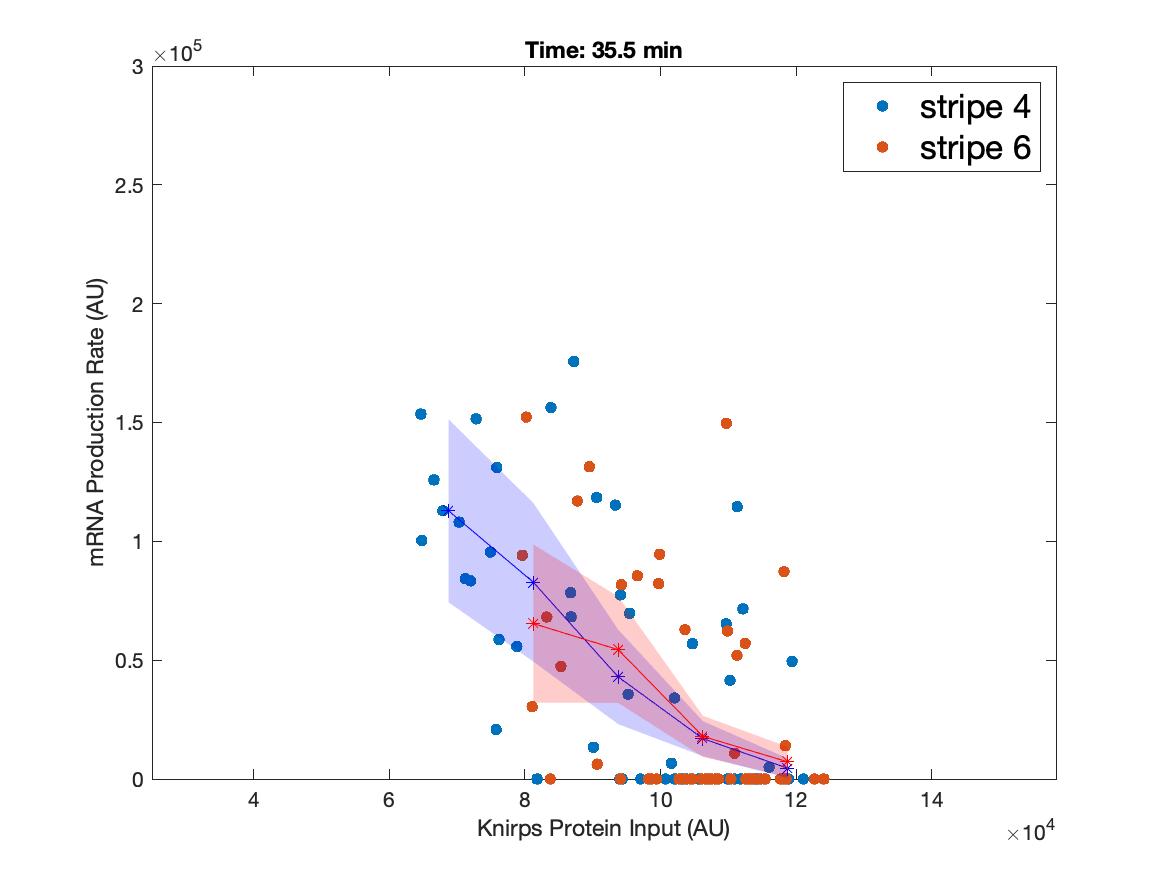 Time: 35.5 min
×10^5
3
2.5
2
1.5
1
0.5
0
mRNA Production Rate (AU)
stripe 4
stripe 6
4 6 8 10 12 14
Knirps Protein Input (AU)
×10^4